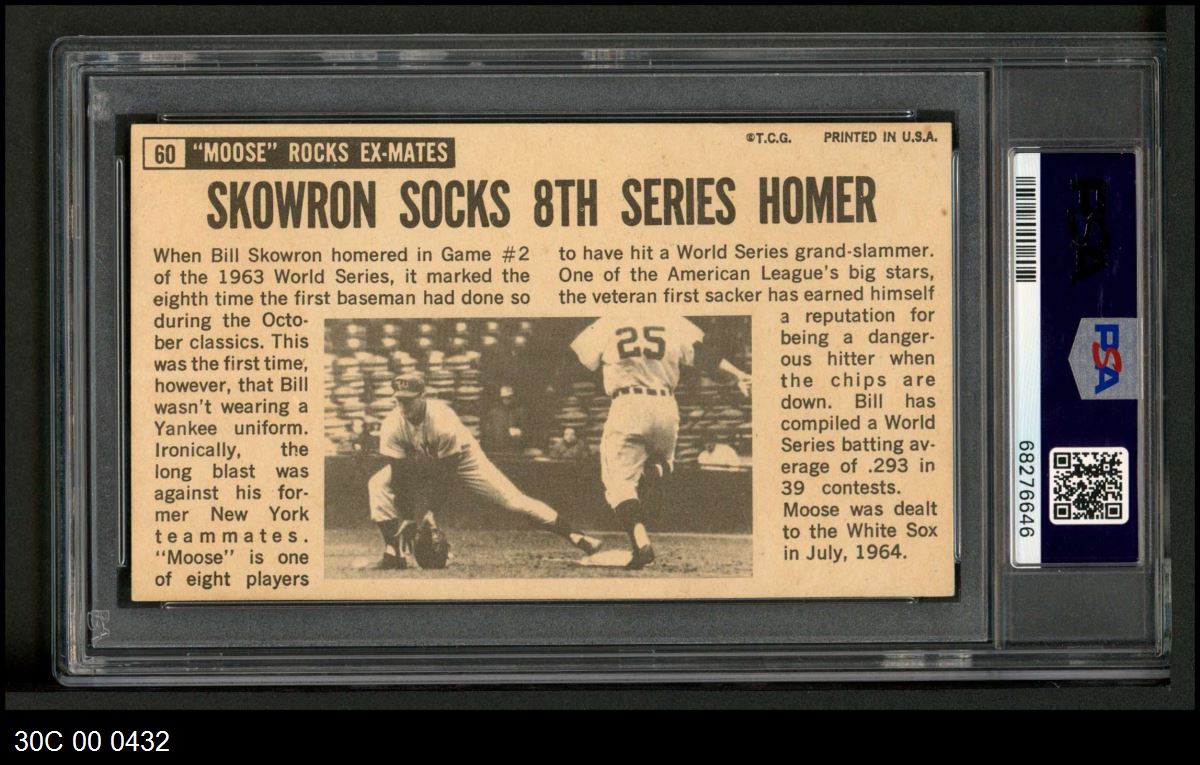 60 "MOOSE" ROCKS EX-MATES
©T.C.G. PRINTED IN U.S.A.
SKOWRON SOCKS 8TH SERIES HOMER
When Bill Skowron homered in Game #2
of the 1963 World Series, it marked the
eighth time the first baseman had done so
during the Octo-
ber classics. This
was the first time,
however, that Bill
wasn't wearing a
Yankee uniform.
Ironically, the
long blast was
against his for-
mer New York
teammates.
"Moose" is one
of eight players
to have hit a World Series grand-slammer.
One of the American League's big stars,
the veteran first sacker has earned himself
a reputation for
being a danger-
ous hitter when
the chips are
down. Bill has
compiled a World
Series batting av-
erage of .293 in
39 contests.
Moose was dealt
to the White Sox
in July, 1964.
25
PSA
PSA
68276646
PSA
30C 00 0432